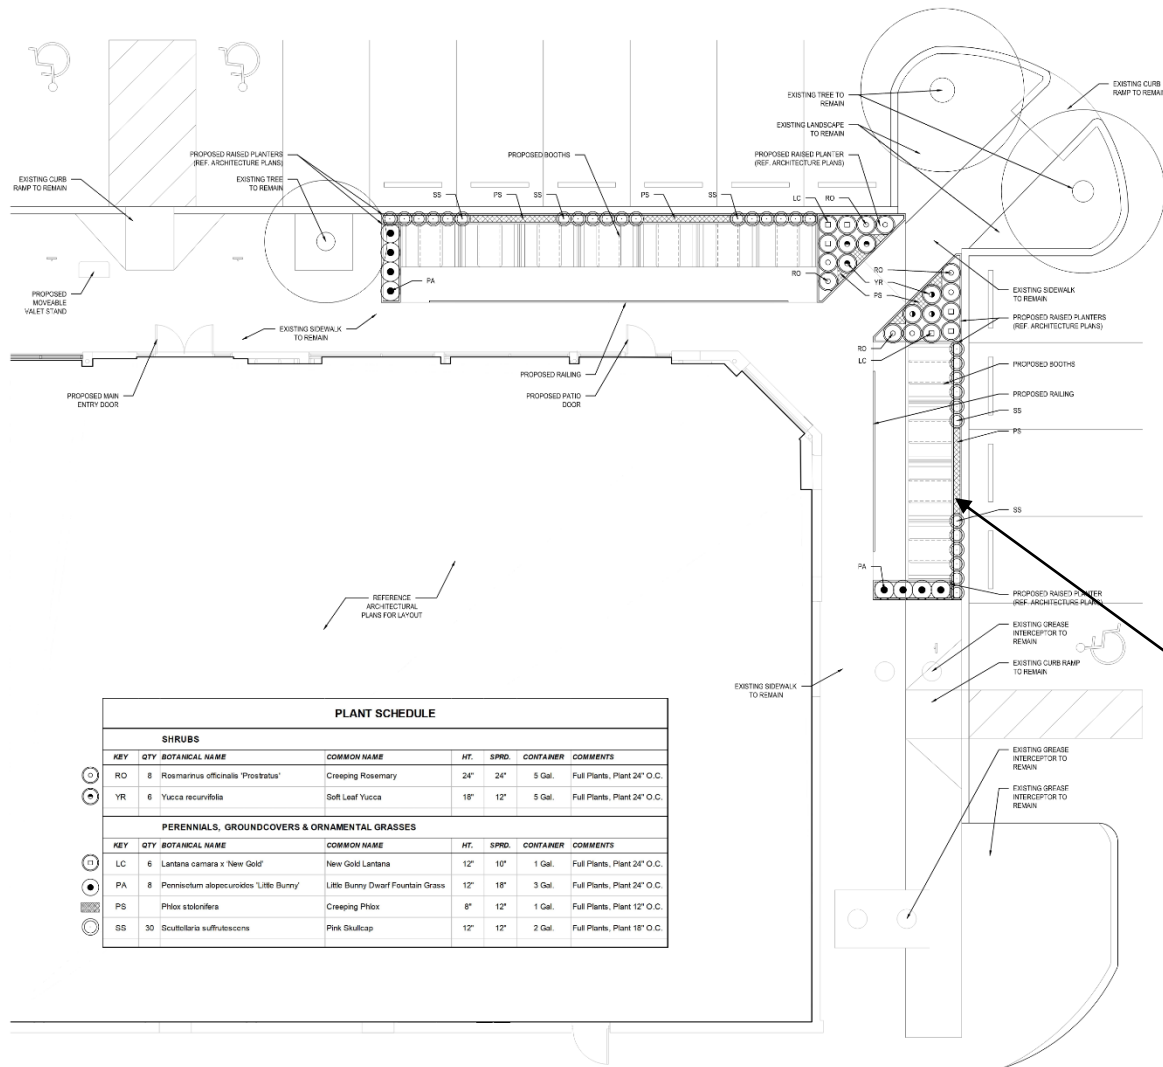 EXISTING CURB
RAMP TO REMAIN
EXISTING TREE TO
REMAIN
EXISTING LANDSCAPE
TO REMAIN
PROPOSED RAISED PLANTERS
(REF. ARCHITECTURE PLANS)
PROPOSED BOOTHS
PROPOSED RAISED PLANTER
(REF. ARCHITECTURE PLANS)
EXISTING CURB
RAMP TO REMAIN
EXISTING TREE
TO REMAIN
SS
PS
SS
PS
SS
LC
RO
PA
RO
RO
YR
PS
PROPOSED
MOVEABLE
VALET STAND
EXISTING SIDEWALK
TO REMAIN
EXISTING SIDEWALK
TO REMAIN
PROPOSED RAISED PLANTERS
(REF. ARCHITECTURE PLANS)
RO
LC
PROPOSED MAIN
ENTRY DOOR
PROPOSED RAILING
PROPOSED PATIO
DOOR
PROPOSED BOOTHS
PROPOSED RAILING
SS
PS
SS
PA
REFERENCE
ARCHITECTURAL
PLANS FOR LAYOUT
PROPOSED RAISED PLANTER
(REF. ARCHITECTURE PLANS)
EXISTING GREASE
INTERCEPTOR TO
REMAIN
EXISTING CURB RAMP
TO REMAIN
EXISTING SIDEWALK
TO REMAIN
EXISTING GREASE
INTERCEPTOR TO
REMAIN
EXISTING GREASE
INTERCEPTOR TO
REMAIN
PLANT SCHEDULE
SHRUBS
KEY QTY BOTANICAL NAME COMMON NAME HT. SPRD. CONTAINER COMMENTS
RO 8 Rosmarinus officinalis 'Prostratus' Creeping Rosemary 24" 24" 5 Gal. Full Plants, Plant 24" O.C.
YR 6 Yucca recurvifolia Soft Leaf Yucca 18" 12" 5 Gal. Full Plants, Plant 24" O.C.
PERENNIALS, GROUNDCOVERS & ORNAMENTAL GRASSES
KEY QTY BOTANICAL NAME COMMON NAME HT. SPRD. CONTAINER COMMENTS
LC 6 Lantana camara x 'New Gold' New Gold Lantana 12" 10" 1 Gal. Full Plants, Plant 24" O.C.
PA 8 Pennisetum alopecuroides 'Little Bunny' Little Bunny Dwarf Fountain Grass 12" 18" 3 Gal. Full Plants, Plant 24" O.C.
PS Phlox stolonifera Creeping Phlox 8" 12" 1 Gal. Full Plants, Plant 12" O.C.
SS 30 Scuttellaria suffrutescens Pink Skullcap 12" 12" 2 Gal. Full Plants, Plant 18" O.C.